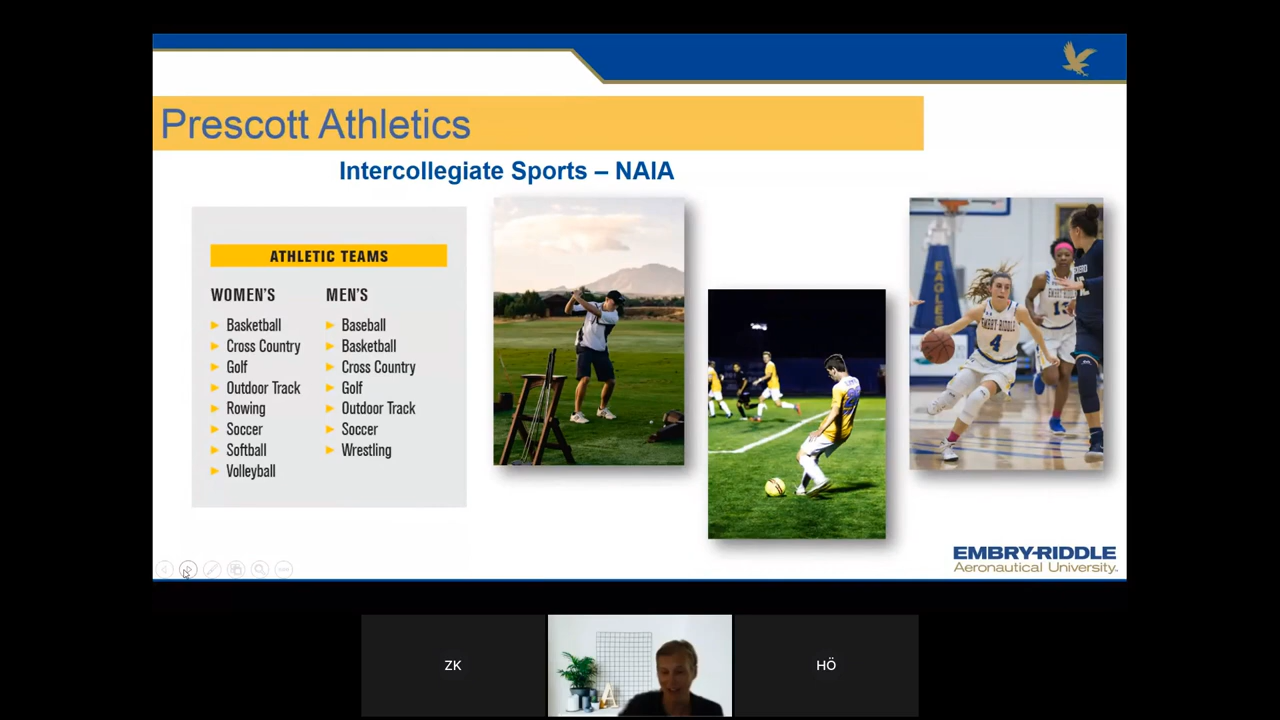 Prescott Athletics
Intercollegiate Sports – NAIA
ATHLETIC TEAMS
WOMEN'S
Basketball
Cross Country
Golf
Outdoor Track
Rowing
Soccer
Softball
Volleyball
MEN'S
Baseball
Basketball
Cross Country
Golf
Outdoor Track
Soccer
Wrestling
EAGLES
EMBRY-RIDDLE
4
EMBRY-RIDDLE
Aeronautical University.
ZK
A
HÖ